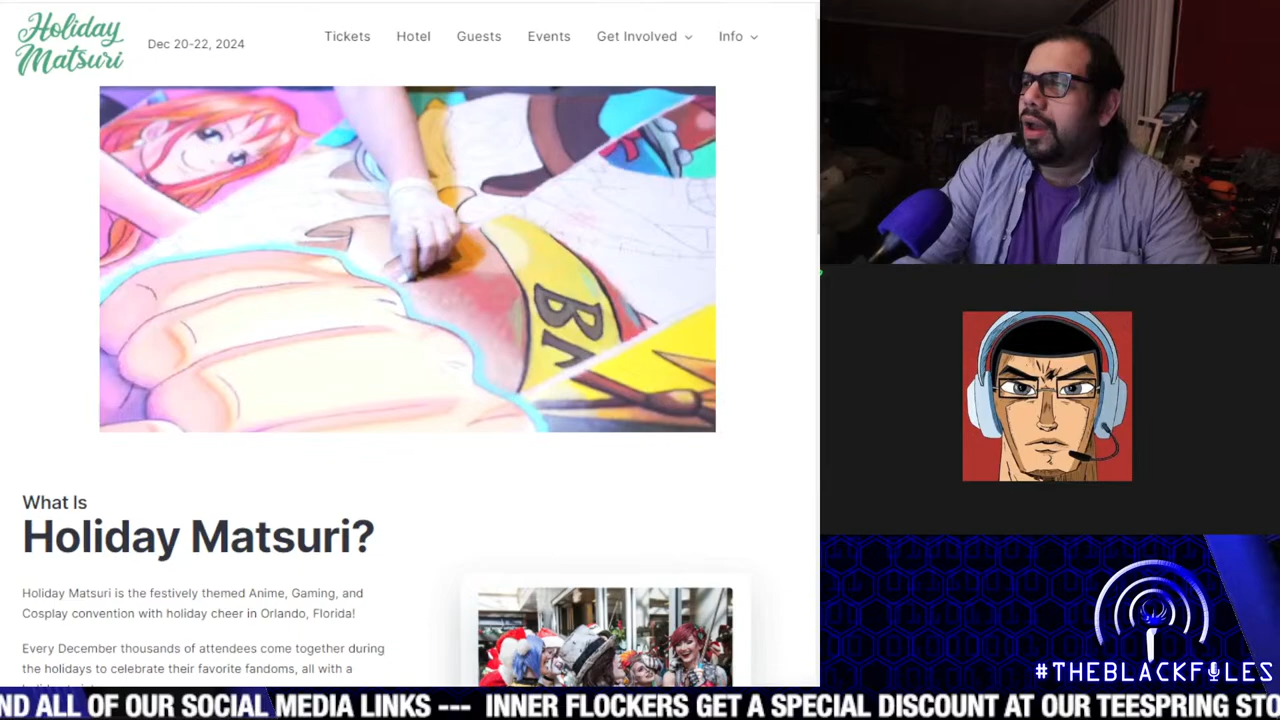 Holiday
Matsuri
Dec 20-22, 2024
Tickets
Hotel
Guests
Events
Get Involved
Info
BA
What Is
Holiday Matsuri?
Holiday Matsuri is the festively themed Anime, Gaming, and
Cosplay convention with holiday cheer in Orlando, Florida!
Every December thousands of attendees come together during
the holidays to celebrate their favorite fandoms, all with a
#THEBLACKFILES
ND ALL OF OUR SOCIAL MEDIA LINKS --- INNER FLOCKERS GET A SPECIAL DISCOUNT AT OUR TEESPRING STO